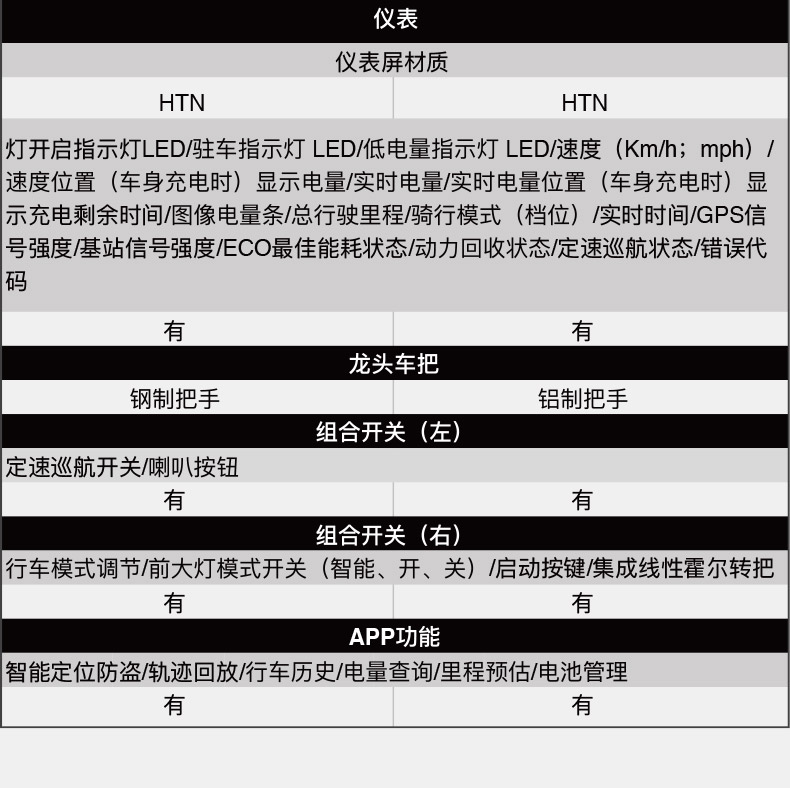 仪表
仪表屏材质
HTN HTN
灯开启指示灯LED/驻车指示灯 LED/低电量指示灯 LED/速度（Km/h；mph）/
速度位置（车身充电时）显示电量/实时电量/实时电量位置（车身充电时）显
示充电剩余时间/图像电量条/总行驶里程/骑行模式（档位）/实时时间/GPS信
号强度/基站信号强度/ECO最佳能耗状态/动力回收状态/定速巡航状态/错误代
码
有 有
龙头车把
钢制把手 铝制把手
组合开关（左）
定速巡航开关/喇叭按钮
有 有
组合开关（右）
行车模式调节/前大灯模式开关（智能、开、关）/启动按键/集成线性霍尔转把
有 有
APP功能
智能定位防盗/轨迹回放/行车历史/电量查询/里程预估/电池管理
有 有